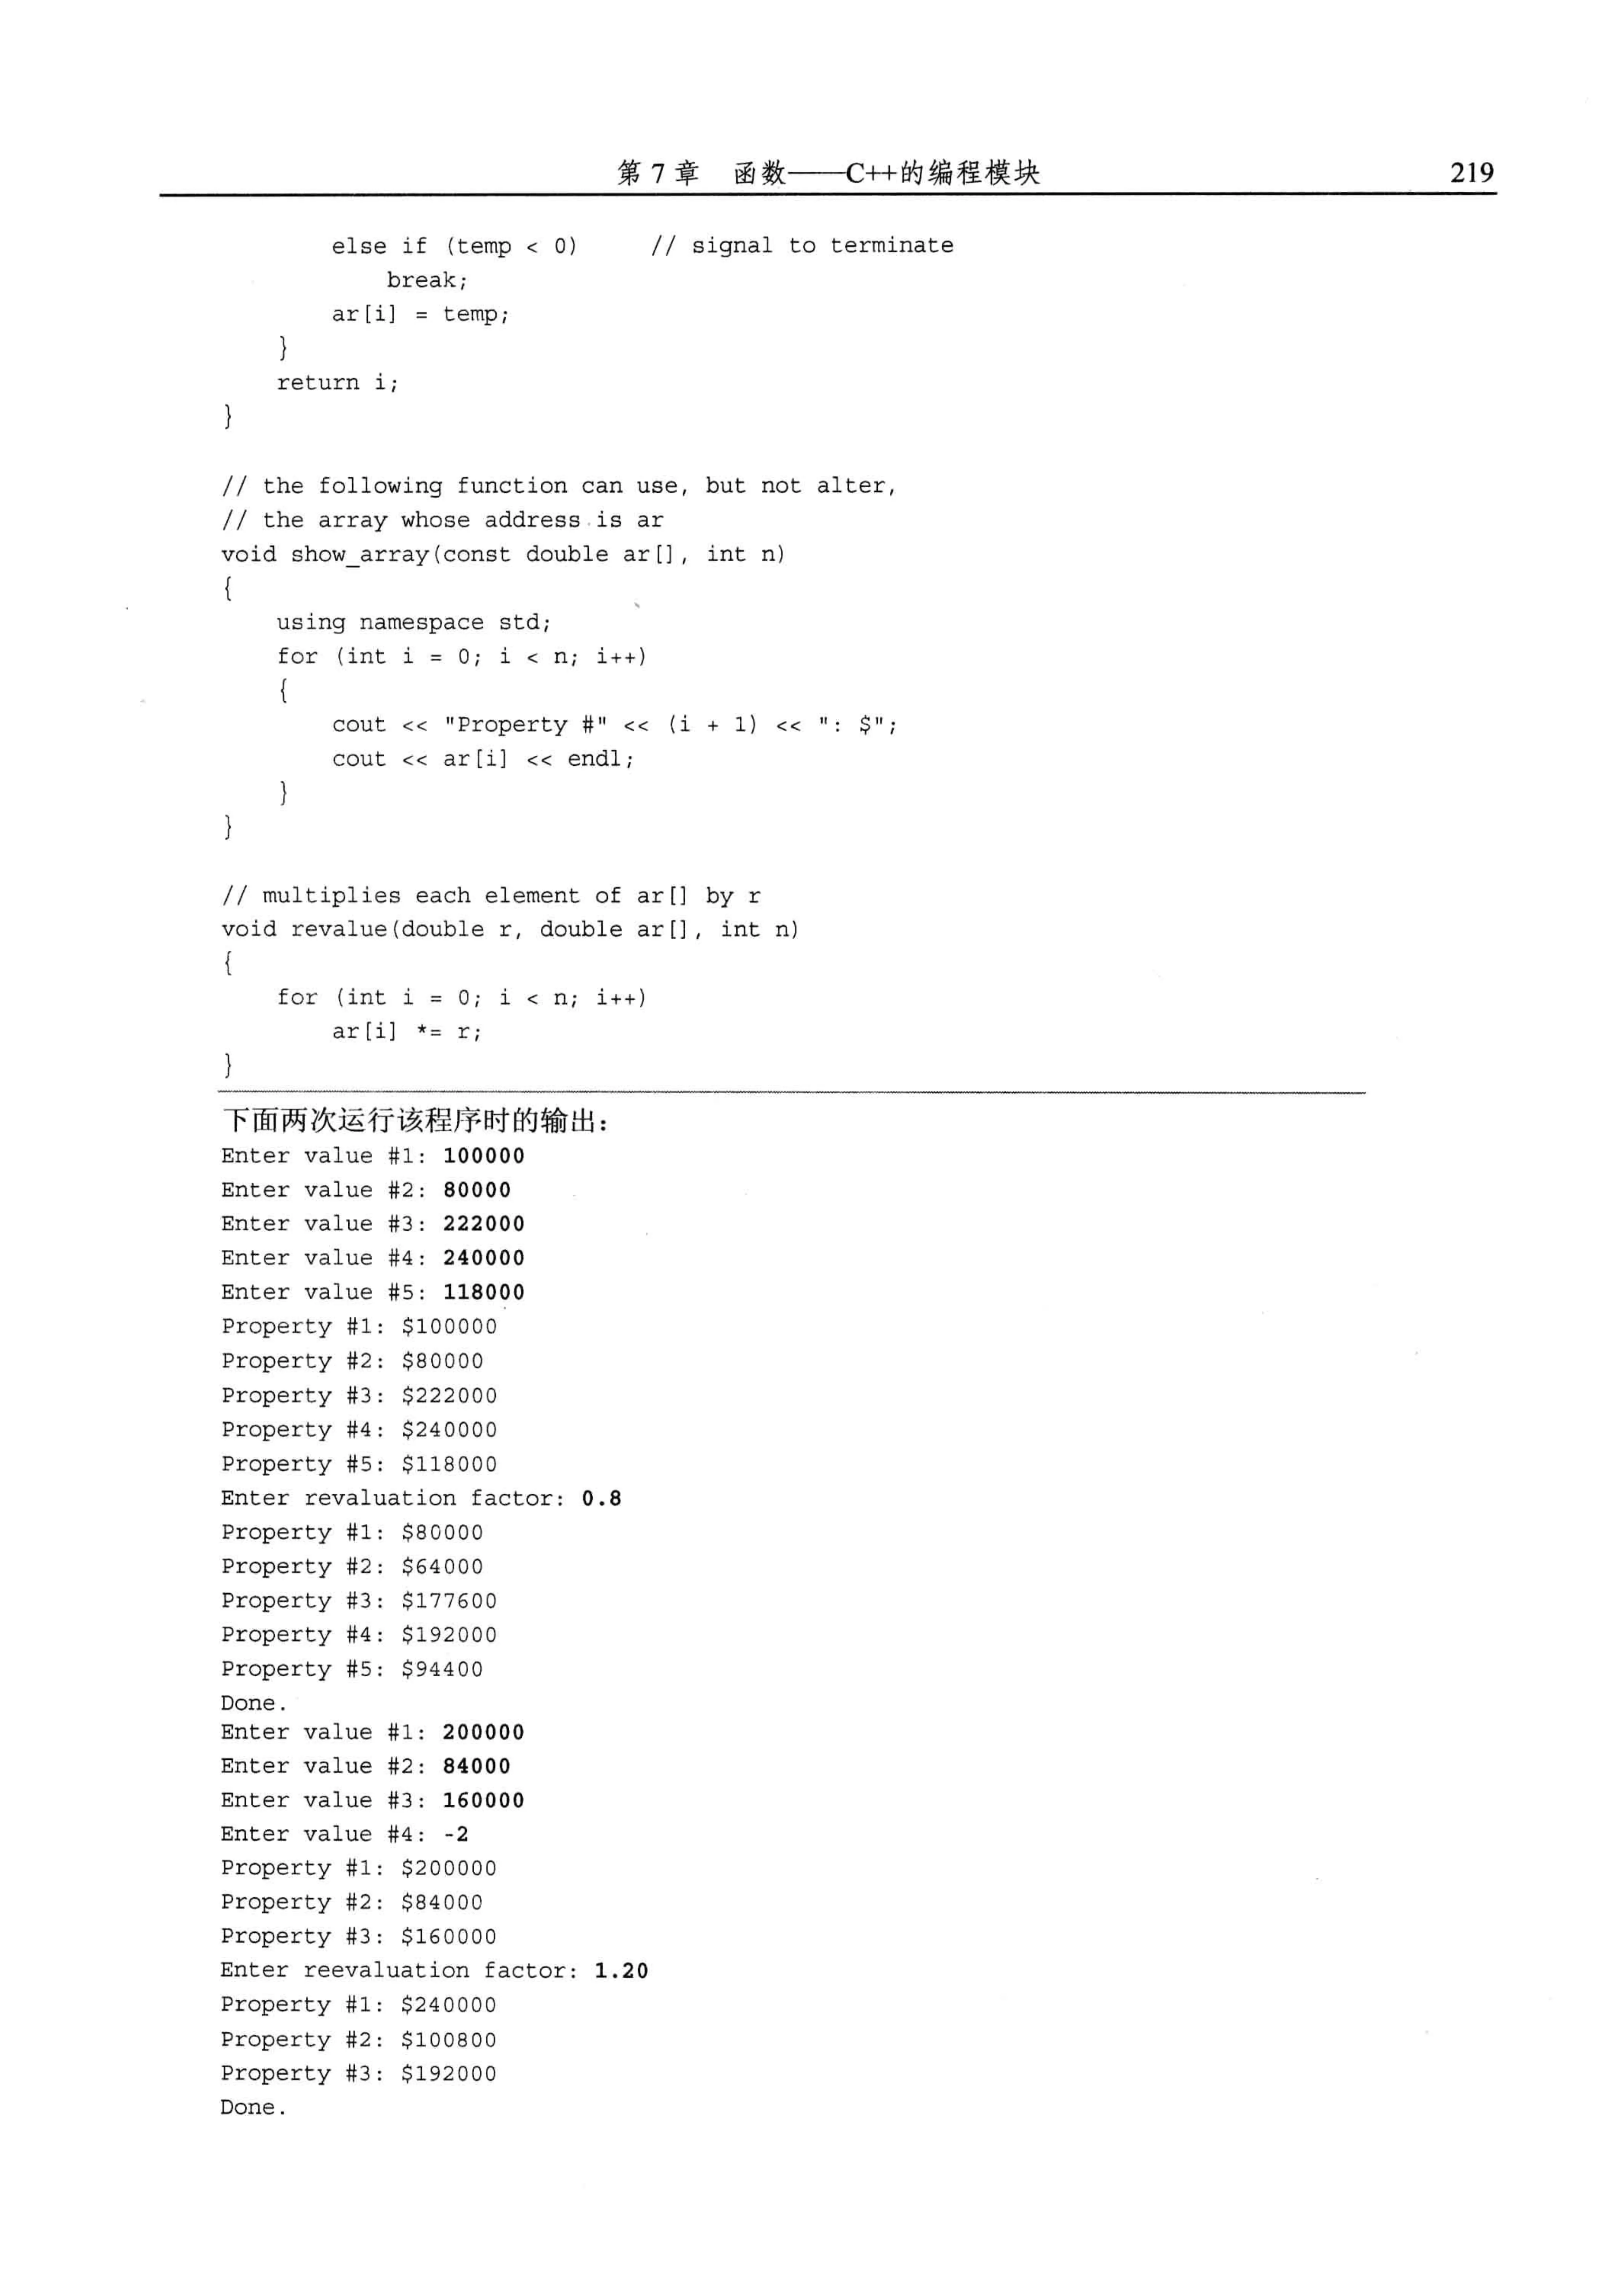 第 7 章 函数——C++的编程模块 219
        else if (temp < 0)     // signal to terminate
            break;
        ar[i] = temp;
    }
    return i;
}
// the following function can use, but not alter,
// the array whose address is ar
void show_array(const double ar[], int n)
{
    using namespace std;
    for (int i = 0; i < n; i++)
    {
        cout << "Property #" << (i + 1) << ": $";
        cout << ar[i] << endl;
    }
}
// multiplies each element of ar[] by r
void revalue(double r, double ar[], int n)
{
    for (int i = 0; i < n; i++)
        ar[i] *= r;
}
下面两次运行该程序时的输出：
Enter value #1: 100000
Enter value #2: 80000
Enter value #3: 222000
Enter value #4: 240000
Enter value #5: 118000
Property #1: $100000
Property #2: $80000
Property #3: $222000
Property #4: $240000
Property #5: $118000
Enter revaluation factor: 0.8
Property #1: $80000
Property #2: $64000
Property #3: $177600
Property #4: $192000
Property #5: $94400
Done.
Enter value #1: 200000
Enter value #2: 84000
Enter value #3: 160000
Enter value #4: -2
Property #1: $200000
Property #2: $84000
Property #3: $160000
Enter reevaluation factor: 1.20
Property #1: $240000
Property #2: $100800
Property #3: $192000
Done.